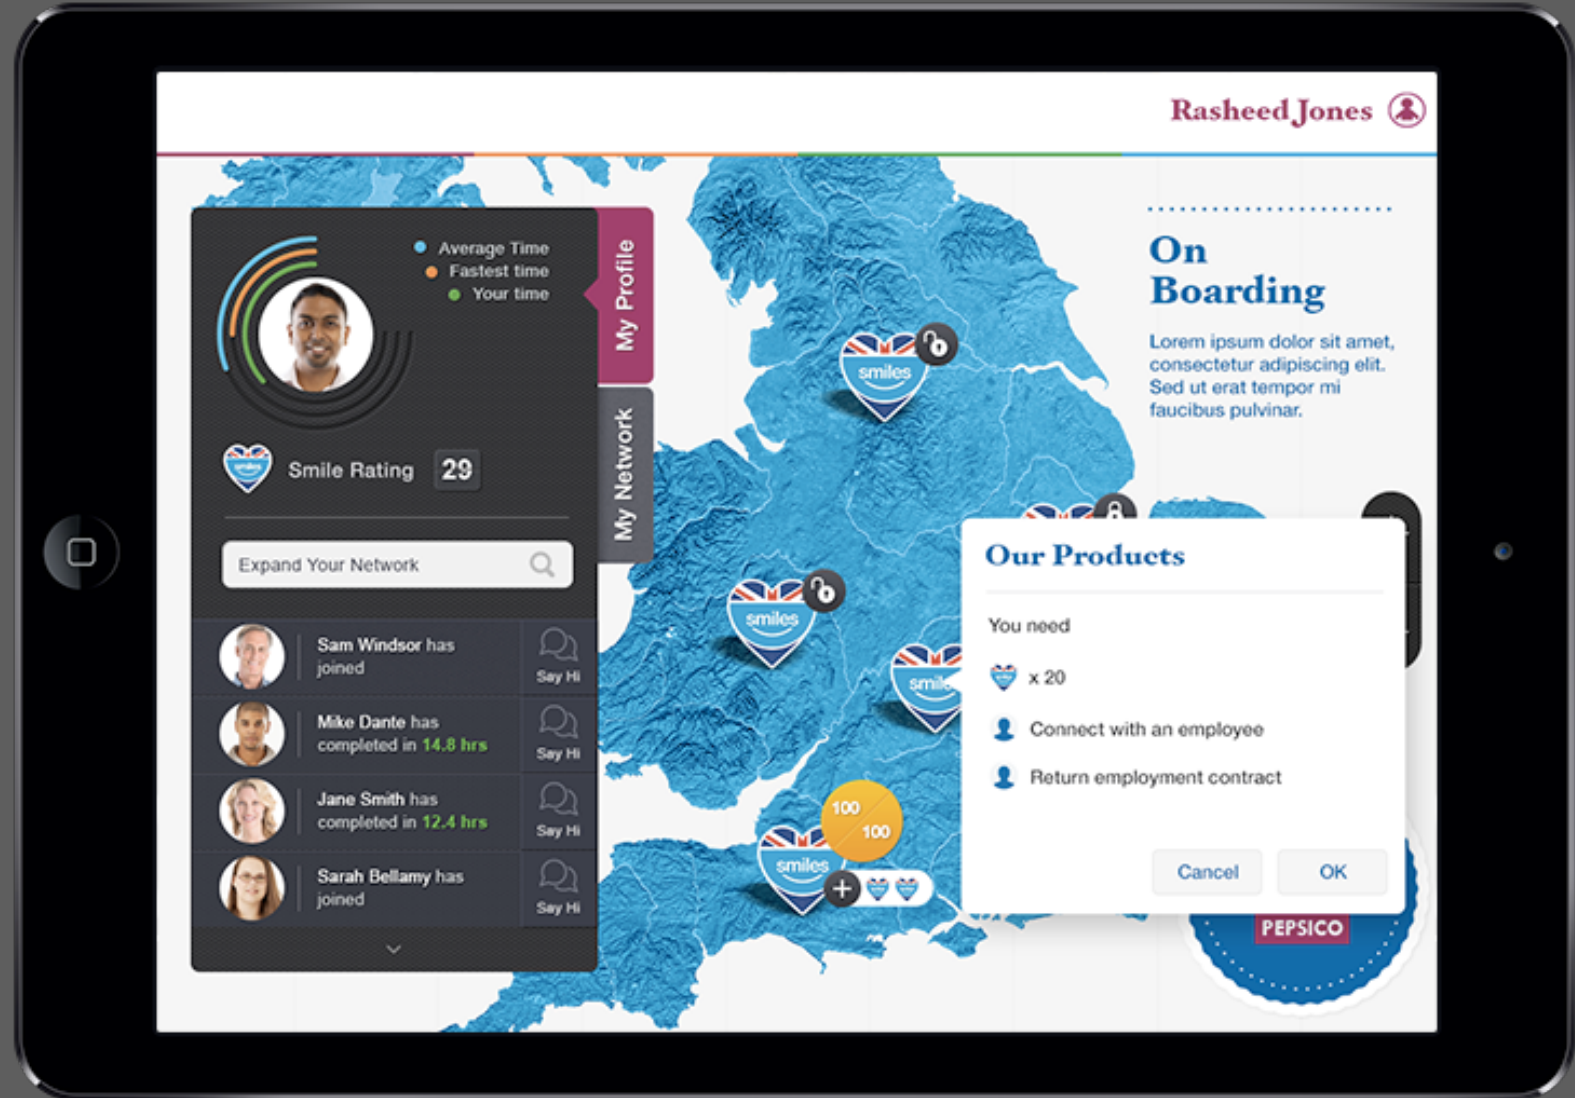 Rasheed Jones
Average Time
Fastest time
Your time
My Profile
My Network
Smile Rating 29
Expand Your Network
Sam Windsor has
joined
Say Hi
Mike Dante has
completed in 14.8 hrs
Say Hi
Jane Smith has
completed in 12.4 hrs
Say Hi
Sarah Bellamy has
joined
Say Hi
smiles
smiles
smiles
100
100
On
Boarding
Lorem ipsum dolor sit amet,
consectetur adipiscing elit.
Sed ut erat tempor mi
faucibus pulvinar.
Our Products
You need
x 20
Connect with an employee
Return employment contract
Cancel
OK
PEPSICO